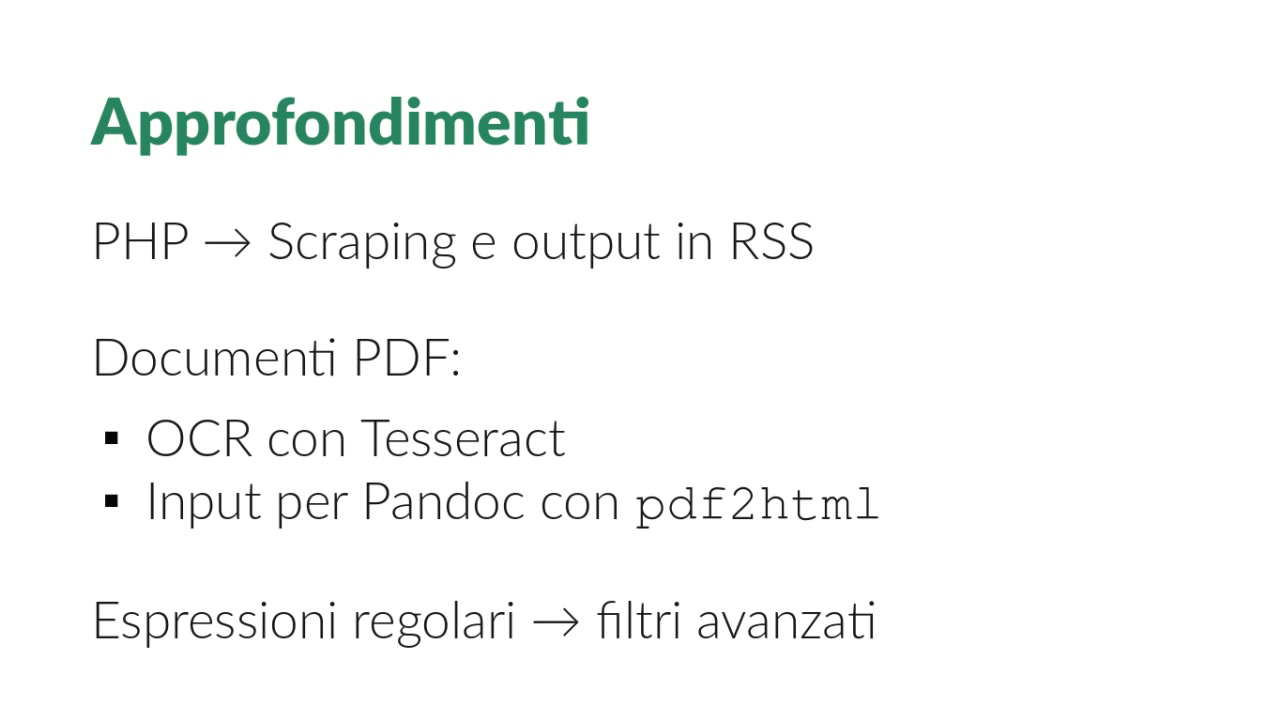 Approfondimenti
PHP → Scraping e output in RSS
Documenti PDF:
▪ OCR con Tesseract
▪ Input per Pandoc con pdf2html
Espressioni regolari → filtri avanzati